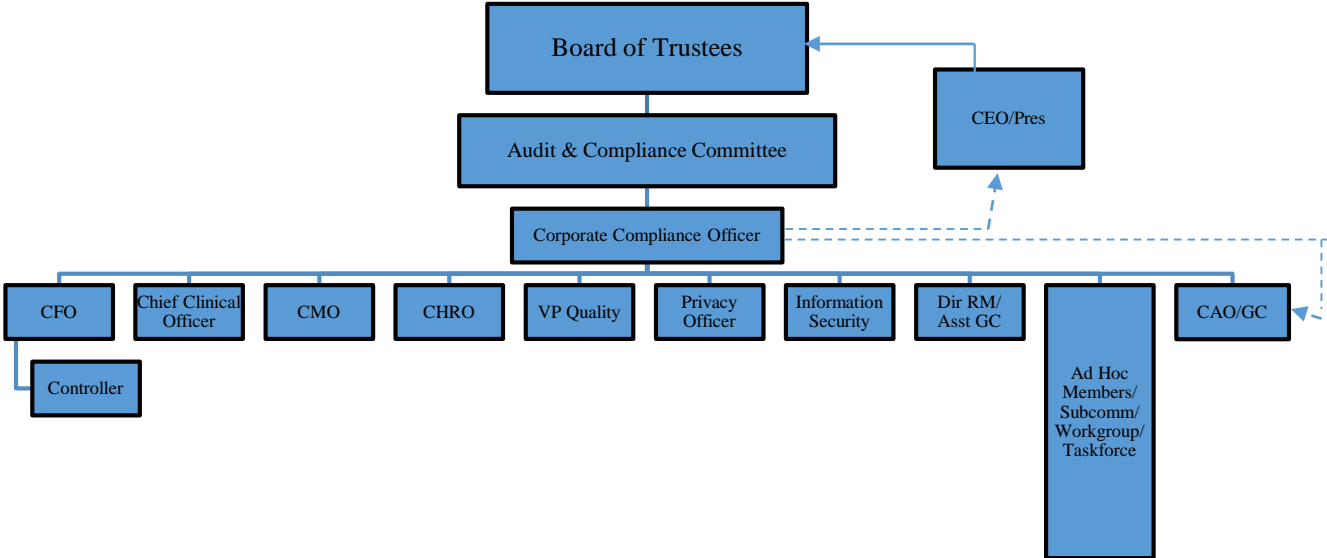 Board of Trustees
CEO/Pres
Audit & Compliance Committee
Corporate Compliance Officer
CFO
Chief Clinical
Officer
CMO
CHRO
VP Quality
Privacy
Officer
Information
Security
Dir RM/
Asst GC
Ad Hoc
Members/
Subcomm/
Workgroup/
Taskforce
CAO/GC
Controller